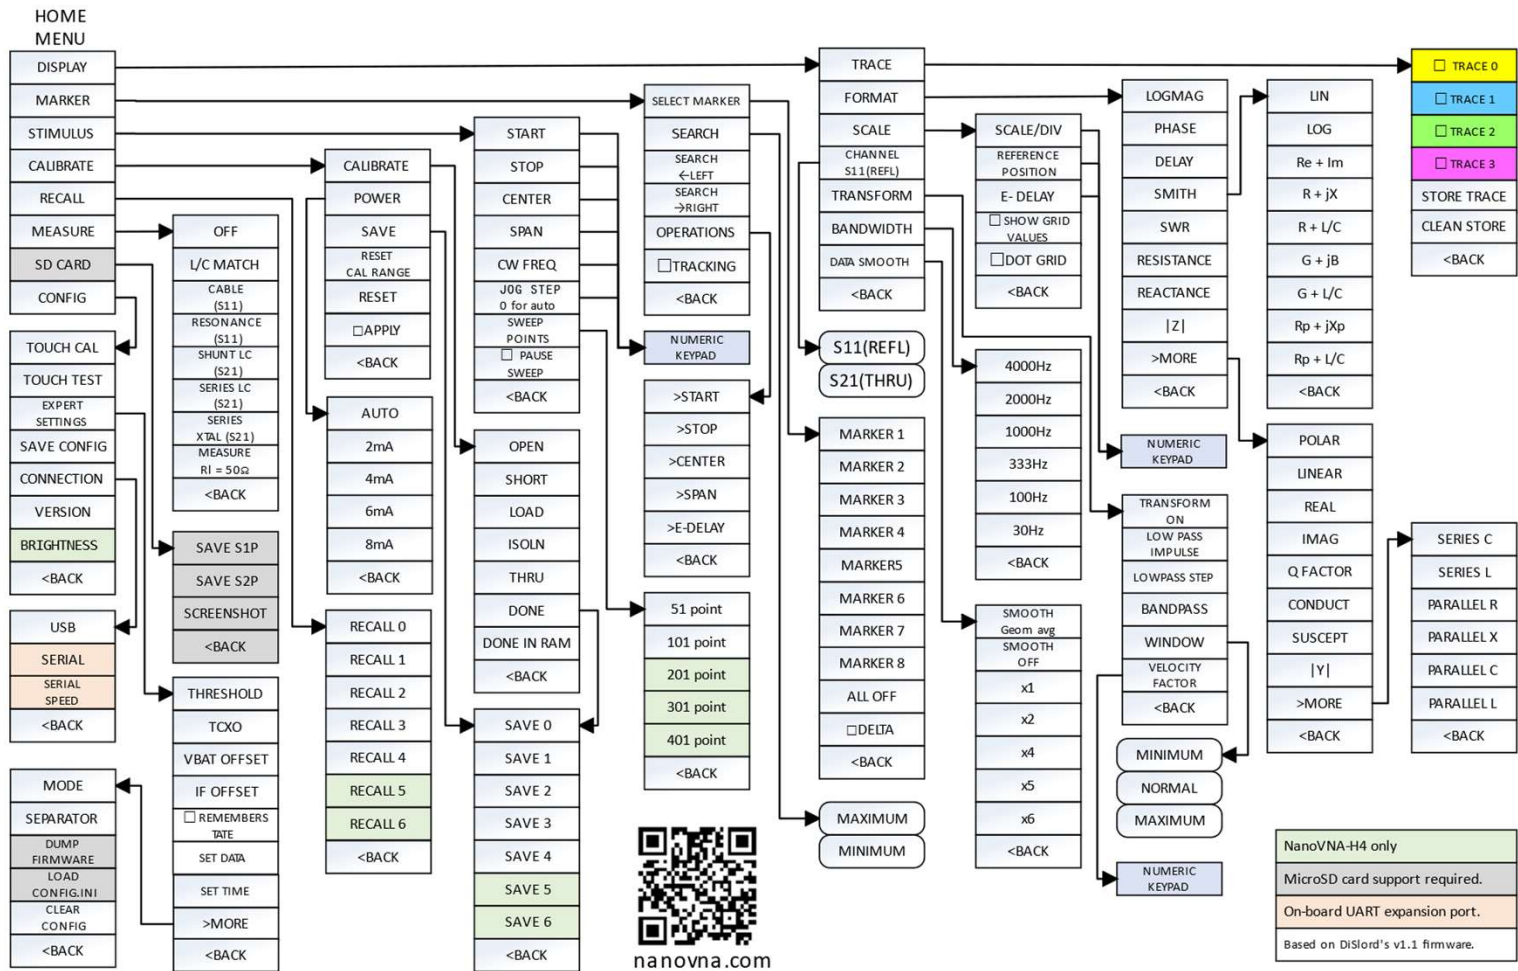 HOME
MENU
DISPLAY
MARKER
STIMULUS
CALIBRATE
RECALL
MEASURE
SD CARD
CONFIG
TOUCH CAL
TOUCH TEST
EXPERT
SETTINGS
SAVE CONFIG
CONNECTION
VERSION
BRIGHTNESS
<BACK
USB
SERIAL
SERIAL
SPEED
<BACK
MODE
SEPARATOR
DUMP
FIRMWARE
LOAD
CONFIG.INI
CLEAR
CONFIG
<BACK
OFF
L/C MATCH
CABLE
(S11)
RESONANCE
(S11)
SHUNT LC
(S21)
SERIES LC
(S21)
SERIES
XTAL (S21)
MEASURE
Rl = 50Ω
<BACK
SAVE S1P
SAVE S2P
SCREENSHOT
<BACK
THRESHOLD
TCXO
VBAT OFFSET
IF OFFSET
☐ REMEMBERS
TATE
SET DATA
SET TIME
>MORE
<BACK
CALIBRATE
POWER
SAVE
RESET
CAL RANGE
RESET
☐ APPLY
<BACK
AUTO
2mA
4mA
6mA
8mA
<BACK
RECALL 0
RECALL 1
RECALL 2
RECALL 3
RECALL 4
RECALL 5
RECALL 6
<BACK
START
STOP
CENTER
SPAN
CW FREQ
JOG STEP
0 for auto
SWEEP
POINTS
☐ PAUSE
SWEEP
<BACK
OPEN
SHORT
LOAD
ISOLN
THRU
DONE
DONE IN RAM
<BACK
SAVE 0
SAVE 1
SAVE 2
SAVE 3
SAVE 4
SAVE 5
SAVE 6
<BACK
SELECT MARKER
SEARCH
SEARCH
←LEFT
SEARCH
→RIGHT
OPERATIONS
☐TRACKING
<BACK
NUMERIC
KEYPAD
>START
>STOP
>CENTER
>SPAN
>E-DELAY
<BACK
51 point
101 point
201 point
301 point
401 point
<BACK
nanovna.com
TRACE
FORMAT
SCALE
CHANNEL
S11(REFL)
TRANSFORM
BANDWIDTH
DATA SMOOTH
<BACK
S11(REFL)
S21(THRU)
MARKER 1
MARKER 2
MARKER 3
MARKER 4
MARKER5
MARKER 6
MARKER 7
MARKER 8
ALL OFF
☐DELTA
<BACK
MAXIMUM
MINIMUM
SCALE/DIV
REFERENCE
POSITION
E- DELAY
☐ SHOW GRID
VALUES
☐DOT GRID
<BACK
4000Hz
2000Hz
1000Hz
333Hz
100Hz
30Hz
<BACK
SMOOTH
Geom avg
SMOOTH
OFF
x1
x2
x4
x5
x6
<BACK
LOGMAG
PHASE
DELAY
SMITH
SWR
RESISTANCE
REACTANCE
|Z|
>MORE
<BACK
NUMERIC
KEYPAD
TRANSFORM
ON
LOW PASS
IMPULSE
LOWPASS STEP
BANDPASS
WINDOW
VELOCITY
FACTOR
<BACK
MINIMUM
NORMAL
MAXIMUM
NUMERIC
KEYPAD
LIN
LOG
Re + Im
R + jX
R + L/C
G + jB
G + L/C
Rp + jXp
Rp + L/C
<BACK
POLAR
LINEAR
REAL
IMAG
Q FACTOR
CONDUCT
SUSCEPT
|Y|
>MORE
<BACK
☐ TRACE 0
☐ TRACE 1
☐ TRACE 2
☐ TRACE 3
STORE TRACE
CLEAN STORE
<BACK
SERIES C
SERIES L
PARALLEL R
PARALLEL X
PARALLEL C
PARALLEL L
<BACK
NanoVNA-H4 only
MicroSD card support required.
On-board UART expansion port.
Based on DiSlord's v1.1 firmware.